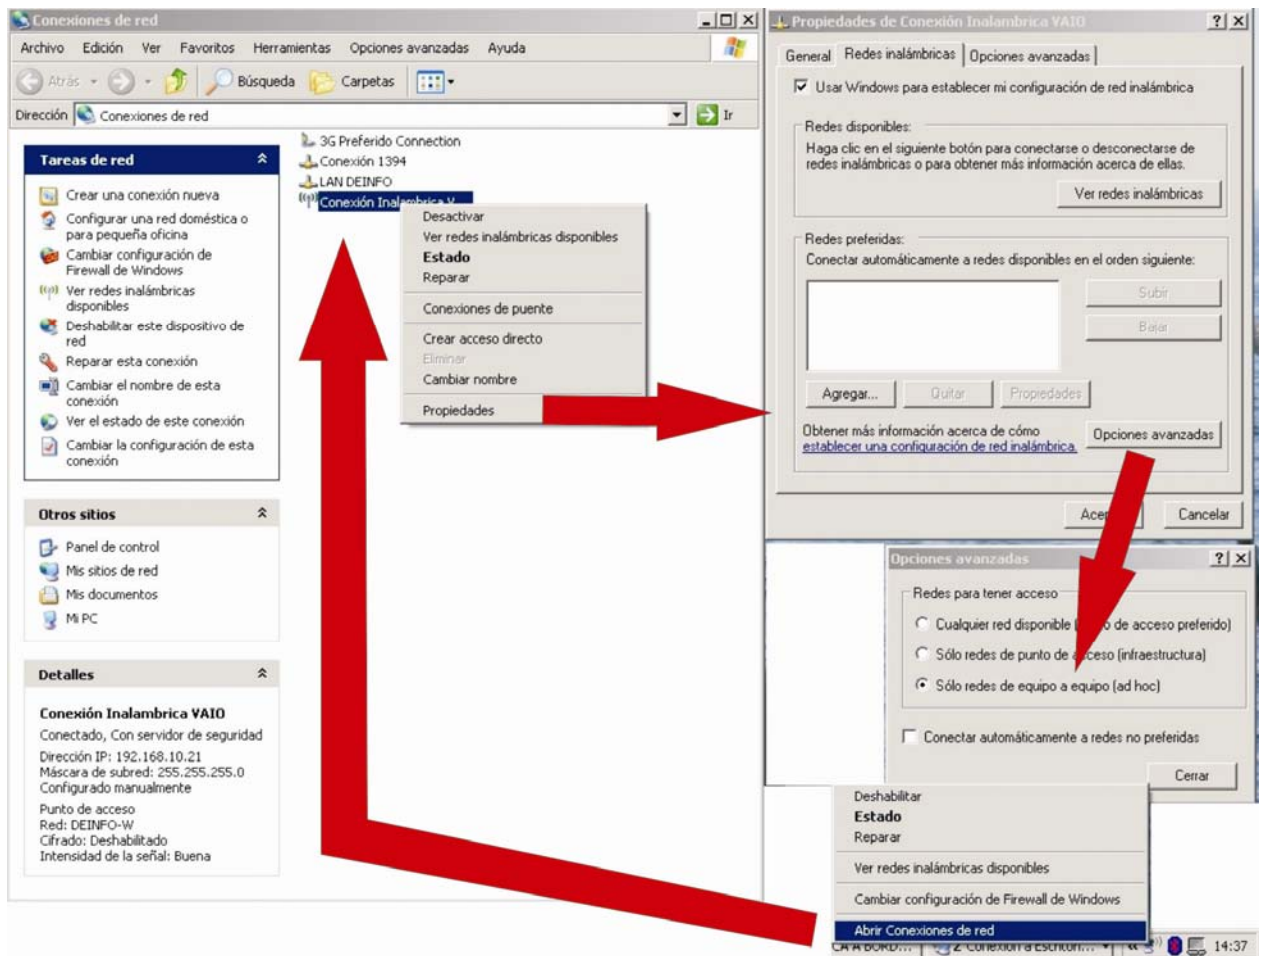 Conexiones de red
Archivo Edición Ver Favoritos Herramientas Opciones avanzadas Ayuda
Atrás Búsqueda Carpetas
Dirección Conexiones de red Ir
Tareas de red
Crear una conexión nueva
Configurar una red doméstica o
para pequeña oficina
Cambiar configuración de
Firewall de Windows
Ver redes inalámbricas
disponibles
Deshabilitar este dispositivo de
red
Reparar esta conexión
Cambiar el nombre de esta
conexión
Ver el estado de este conexión
Cambiar la configuración de esta
conexión
Otros sitios
Panel de control
Mis sitios de red
Mis documentos
Mi PC
Detalles
Conexión Inalambrica VAIO
Conectado, Con servidor de seguridad
Dirección IP: 192.168.10.21
Máscara de subred: 255.255.255.0
Configurado manualmente
Punto de acceso
Red: DEINFO-W
Cifrado: Deshabilitado
Intensidad de la señal: Buena
3G Preferido Connection
Conexión 1394
LAN DEINFO
Conexión Inalambrica V...
Desactivar
Ver redes inalámbricas disponibles
Estado
Reparar
Conexiones de puente
Crear acceso directo
Eliminar
Cambiar nombre
Propiedades
Propiedades de Conexión Inalambrica VAIO
General Redes inalámbricas Opciones avanzadas
Usar Windows para establecer mi configuración de red inalámbrica
Redes disponibles:
Haga clic en el siguiente botón para conectarse o desconectarse de
redes inalámbricas o para obtener más información acerca de ellas.
Ver redes inalámbricas
Redes preferidas:
Conectar automáticamente a redes disponibles en el orden siguiente:
Subir
Bajar
Agregar... Quitar Propiedades
Obtener más información acerca de cómo
establecer una configuración de red inalámbrica.
Opciones avanzadas
Cancelar
Opciones avanzadas
Redes para tener acceso
Cualquier red disponible de acceso preferido)
Sólo redes de punto de acceso (infraestructura)
Sólo redes de equipo a equipo (ad hoc)
Conectar automáticamente a redes no preferidas
Cerrar
Deshabilitar
Estado
Reparar
Ver redes inalámbricas disponibles
Cambiar configuración de Firewall de Windows
Abrir Conexiones de red
14:37